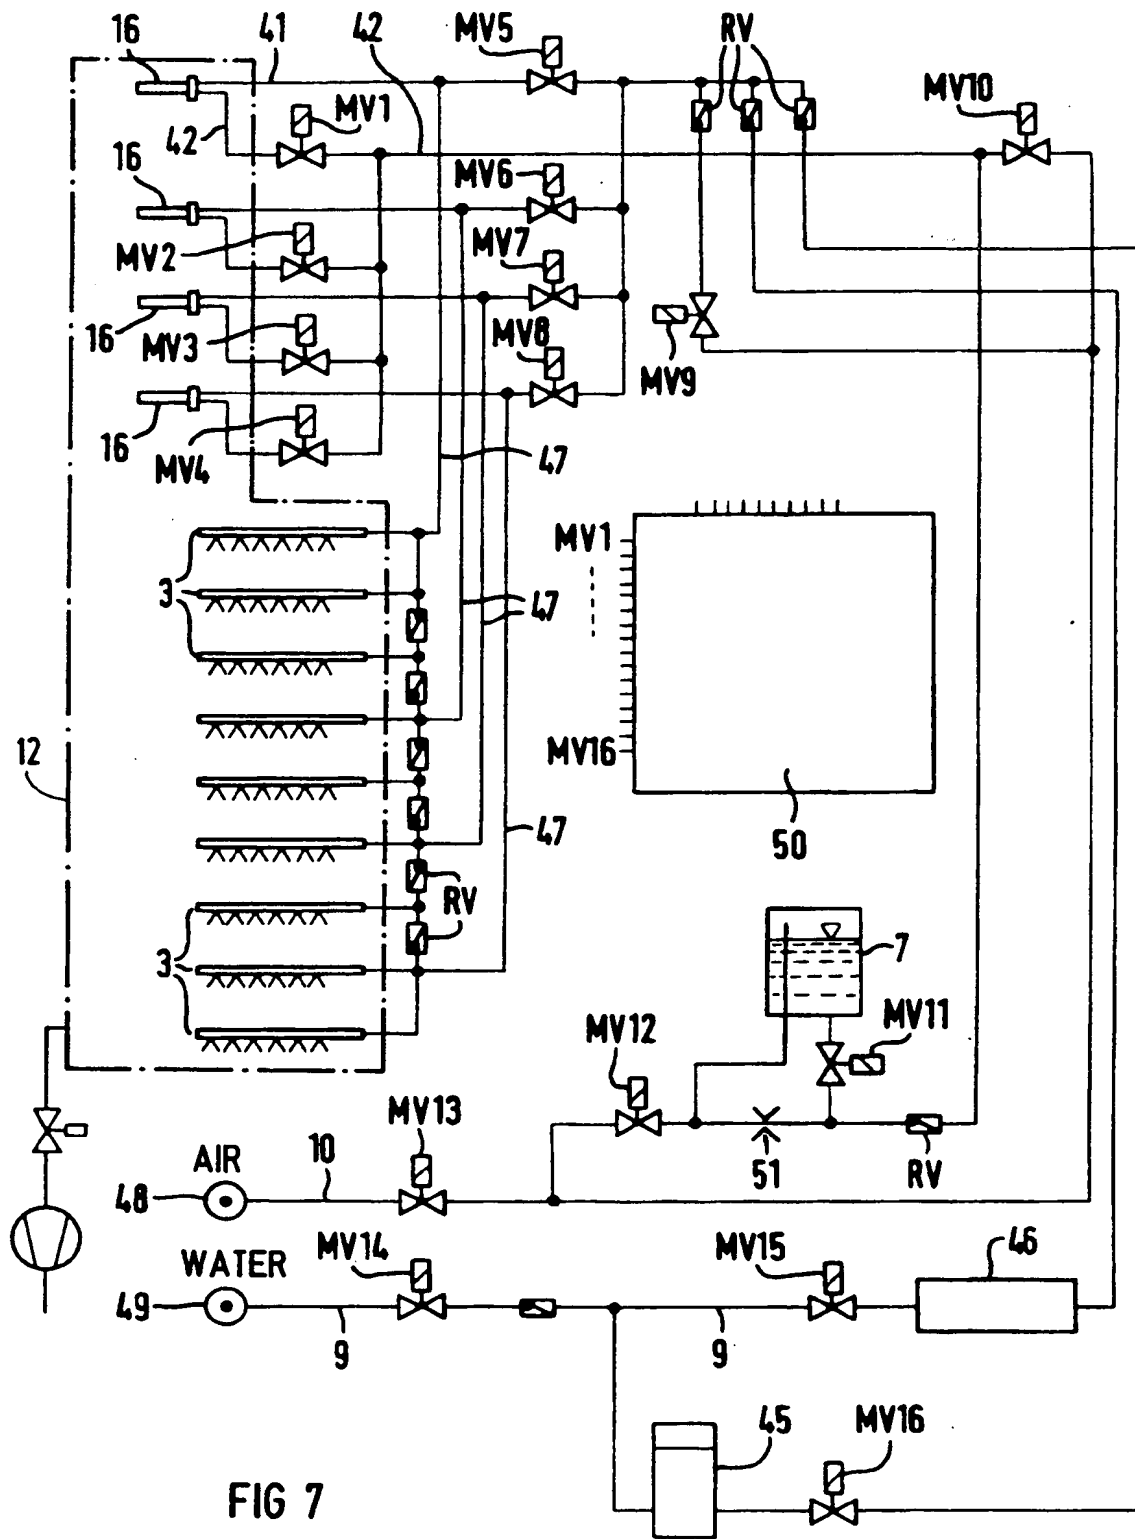 16 41 MV5 42 RV
MV1 MV10
42
16 MV6
MV2 MV7
16 MV3 MV8 MV9
16 MV4 47
MV1
3
47
MV16
12
47 50
RV
3 7
MV12 MV11
MV13
AIR 10 51 RV
48
WATER MV14 MV15 46
49
9 9
45 MV16
FIG 7